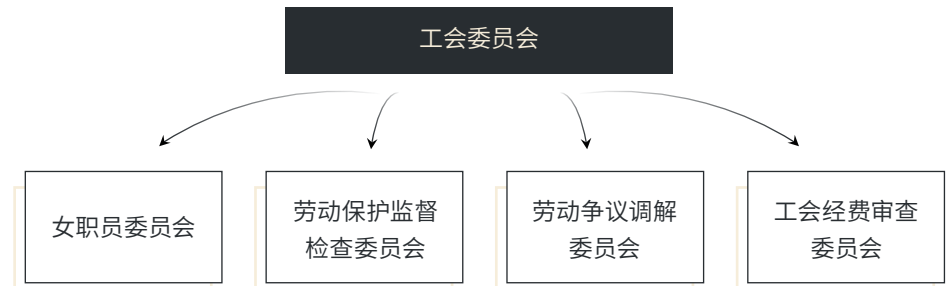 工会委员会
女职员委员会
劳动保护监督
检查委员会
劳动争议调解
委员会
工会经费审查
委员会